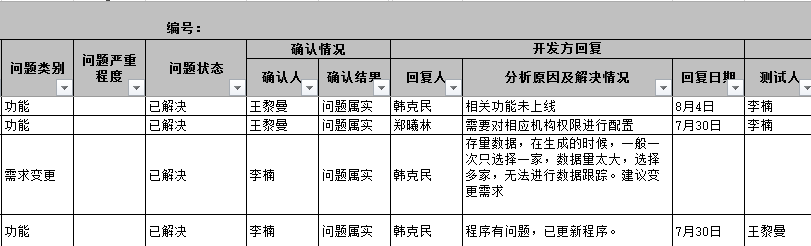 编号：
确认情况 开发方回复
问题类别 问题严重程度 问题状态 确认人 确认结果 回复人 分析原因及解决情况 回复日期 测试人
功能 已解决 王黎曼 问题属实 韩克民 相关功能未上线 8月4日 李楠
功能 已解决 王黎曼 问题属实 郑曦林 需要对相应机构权限进行配置 7月30日 李楠
需求变更 已解决 李楠 问题属实 韩克民 存量数据，在生成的时候，一般一
次只选择一家，数据量太大，选择
多家，无法进行数据跟踪。建议变
更需求
功能 已解决 李楠 问题属实 韩克民 程序有问题，已更新程序。 7月30日 王黎曼